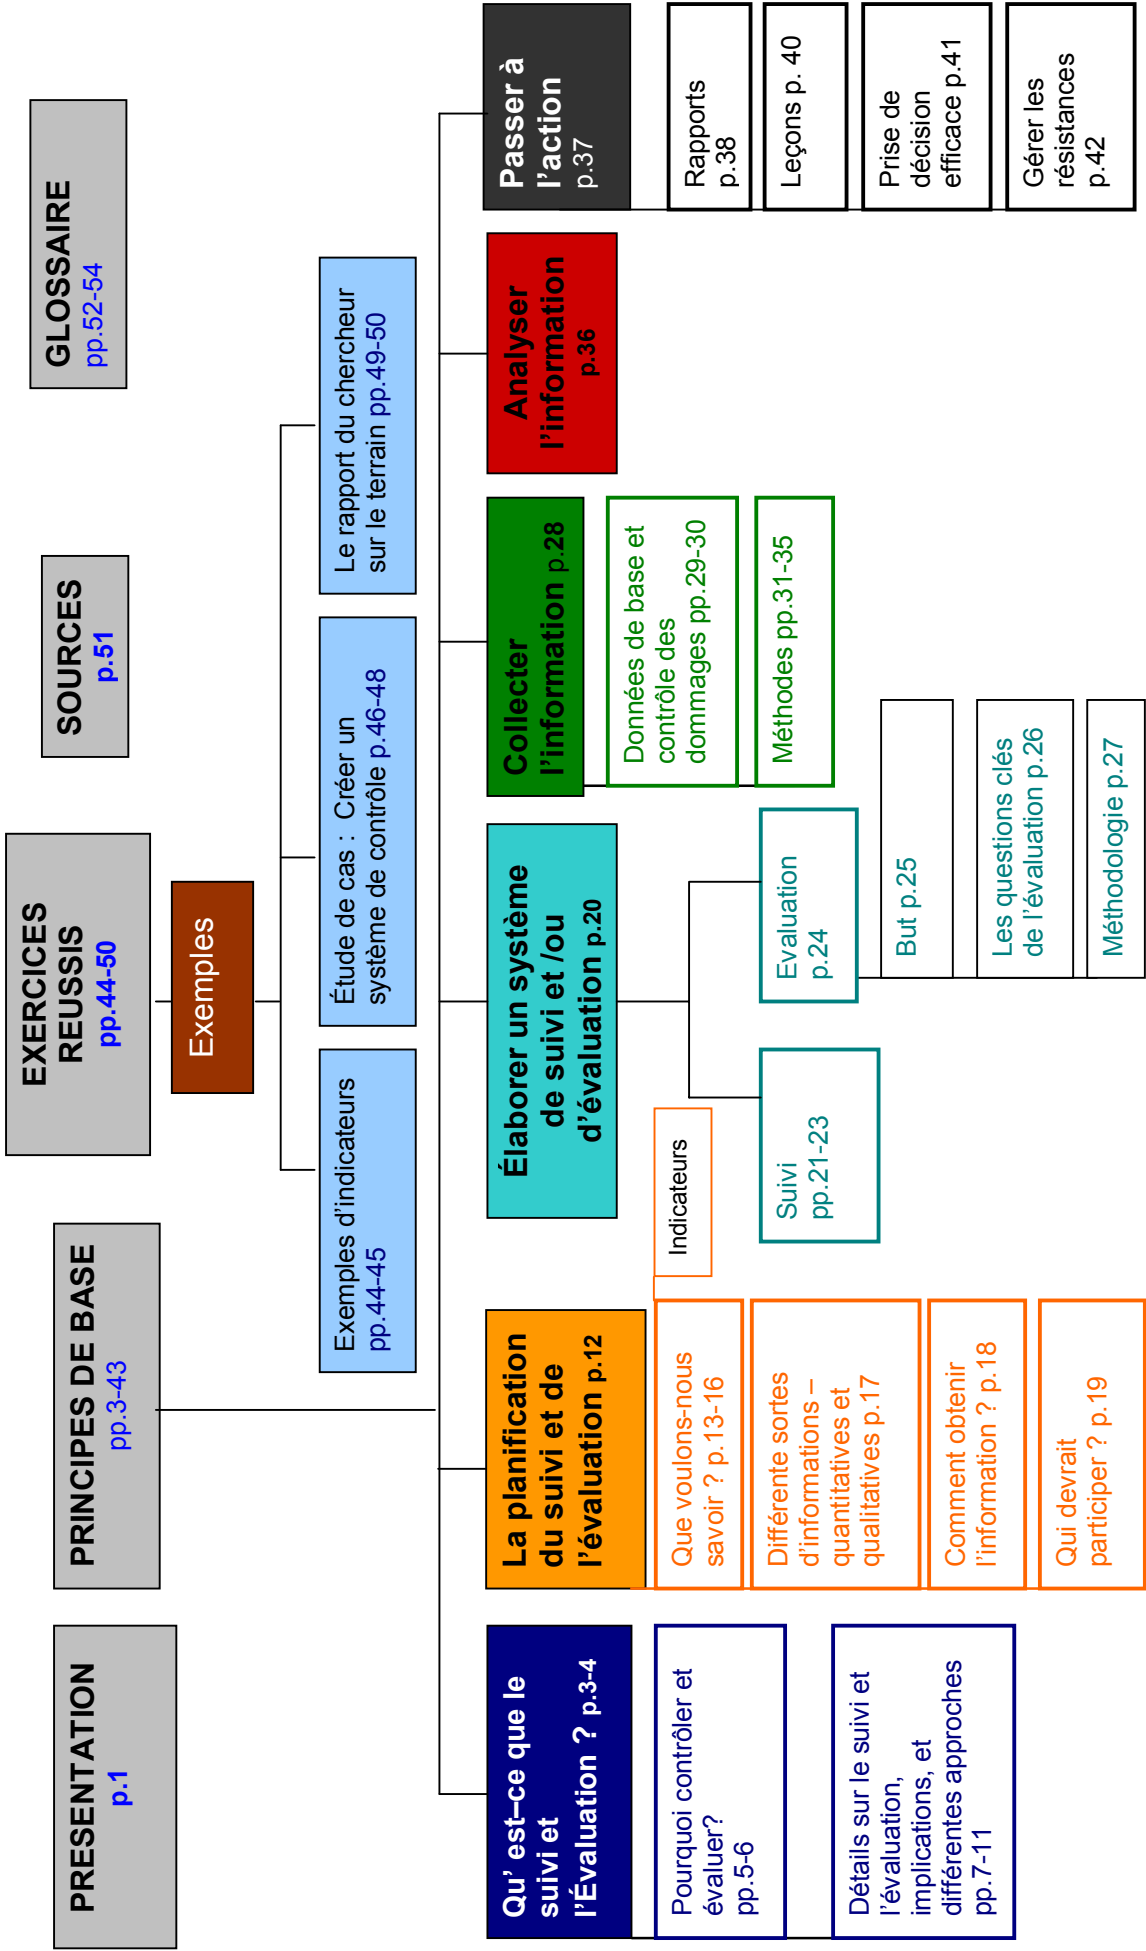 PRESENTATION
p.1
PRINCIPES DE BASE
pp.3-43
EXERCICES
REUSSIS
pp.44-50
SOURCES
p.51
GLOSSAIRE
pp.52-54
Exemples
Exemples d'indicateurs
pp.44-45
Étude de cas : Créer un
système de contrôle p.46-48
Le rapport du chercheur
sur le terrain pp.49-50
Qu' est–ce que le
suivi et
l'Évaluation ? p.3-4
Pourquoi contrôler et
évaluer?
pp.5-6
Détails sur le suivi et
l'évaluation,
implications, et
différentes approches
pp.7-11
La planification
du suivi et de
l'évaluation p.12
Que voulons-nous
savoir ? p.13-16
Indicateurs
Différente sortes
d'informations –
quantitatives et
qualitatives p.17
Comment obtenir
l'information ? p.18
Qui devrait
participer ? p.19
Élaborer un système
de suivi et /ou
d'évaluation p.20
Suivi
pp.21-23
Evaluation
p.24
But p.25
Les questions clés
de l'évaluation p.26
Méthodologie p.27
Collecter
l'information p.28
Données de base et
contrôle des
dommages pp.29-30
Méthodes pp.31-35
Analyser
l'information
p.36
Passer à
l'action
p.37
Rapports
p.38
Leçons p. 40
Prise de
décision
efficace p.41
Gérer les
résistances
p.42